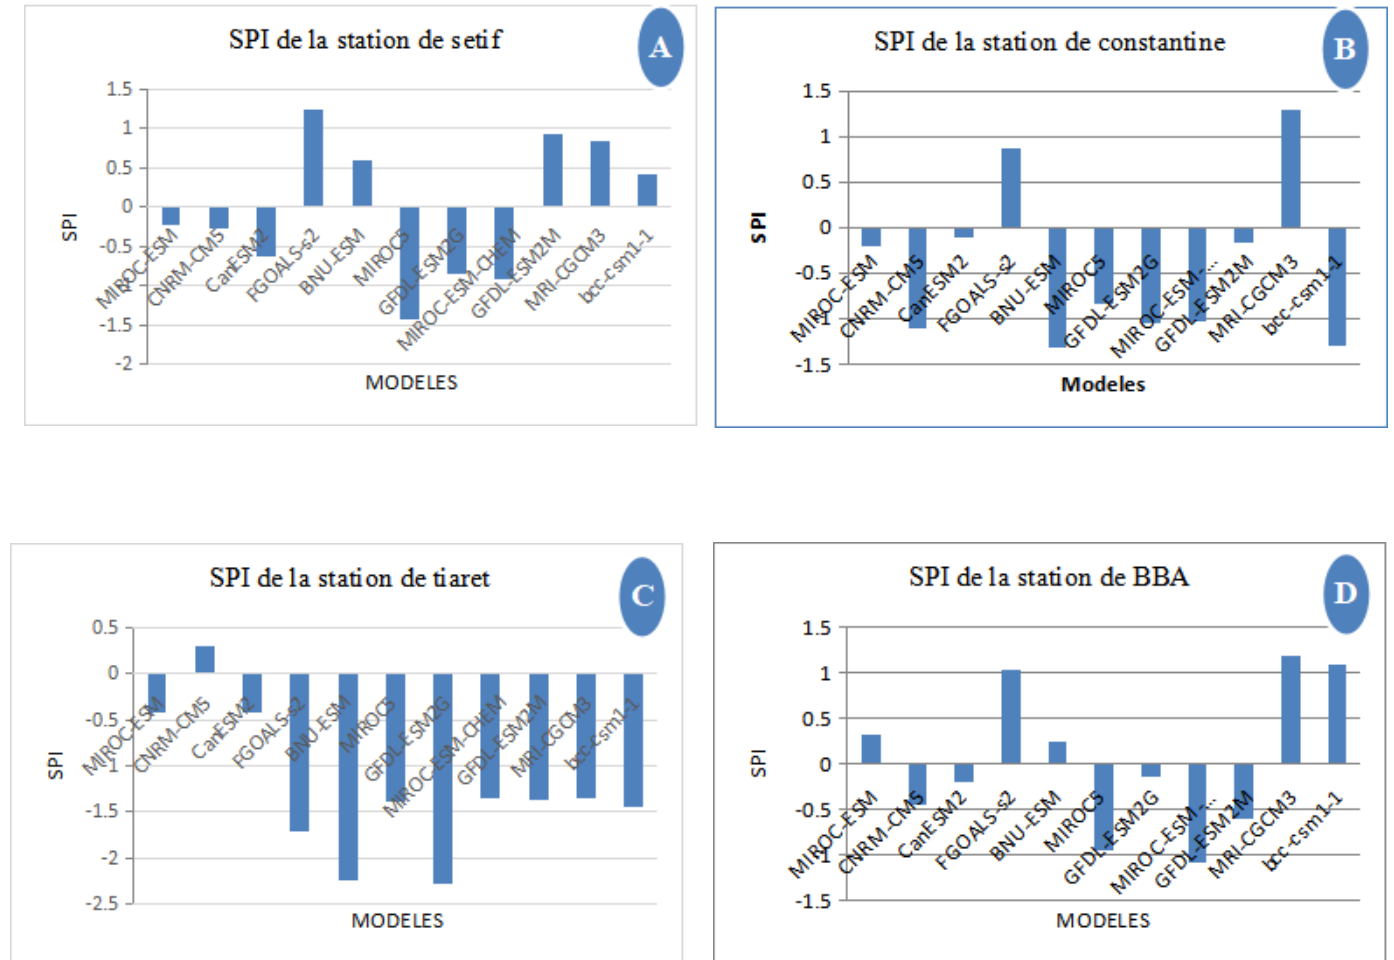 SPI de la station de setif
A
1.5
1
0.5
0
-0.5
-1
-1.5
-2
SPI
MIROC-ESM
CNRM-CM5
CanESM2
FGOALS-s2
BNU-ESM
MIROC5
GFDL-ESM2G
MIROC-ESM-CHEM
GFDL-ESM2M
MRI-CGCM3
bcc-csm1-1
MODELES
SPI de la station de constantine
B
1.5
1
0.5
0
-0.5
-1
-1.5
SPI
MIROC-ESM
CNRM-CM5
CanESM2
FGOALS-s2
BNU-ESM
MIROC5
GFDL-ESM2G
MIROC-ESM-...
GFDL-ESM2M
MRI-CGCM3
bcc-csm1-1
Modeles
SPI de la station de tiaret
C
0.5
0
-0.5
-1
-1.5
-2
-2.5
SPI
MIROC-ESM
CNRM-CM5
CanESM2
FGOALS-s2
BNU-ESM
MIROC5
GFDL-ESM2G
MIROC-ESM-CHEM
GFDL-ESM2M
MRI-CGCM3
bcc-csm1-1
MODELES
SPI de la station de BBA
D
1.5
1
0.5
0
-0.5
-1
-1.5
SPI
MIROC-ESM
CNRM-CM5
CanESM2
FGOALS-s2
BNU-ESM
MIROC5
GFDL-ESM2G
MIROC-ESM-...
GFDL-ESM2M
MRI-CGCM3
bcc-csm1-1
MODELES